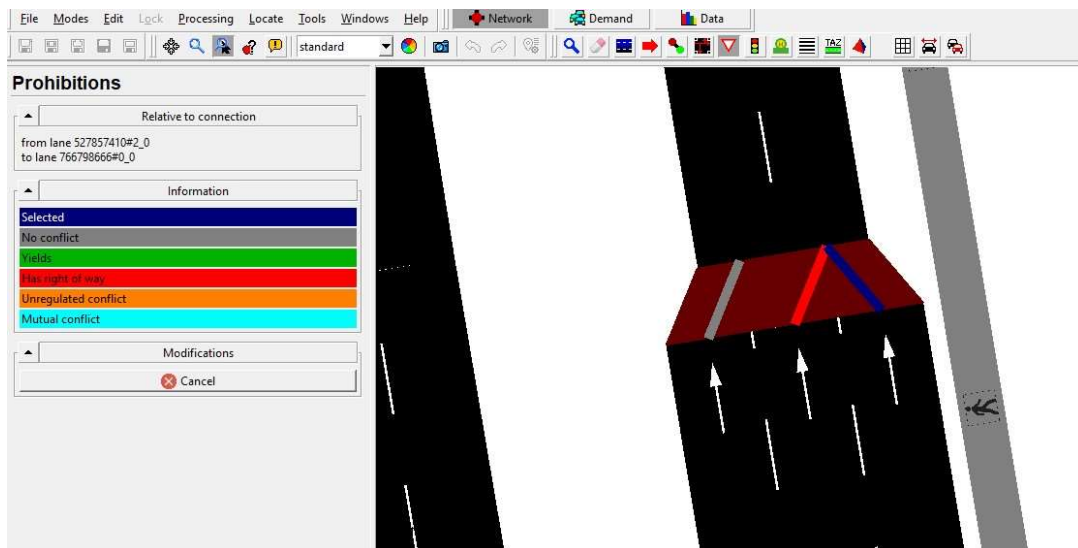 File Modes Edit Lock Processing Locate Tools Windows Help Network Demand Data
standard TAZ
Prohibitions
Relative to connection
from lane 527857410#2_0
to lane 766798666#0_0
Information
Selected
No conflict
Yields
Has right of way
Unregulated conflict
Mutual conflict
Modifications
Cancel